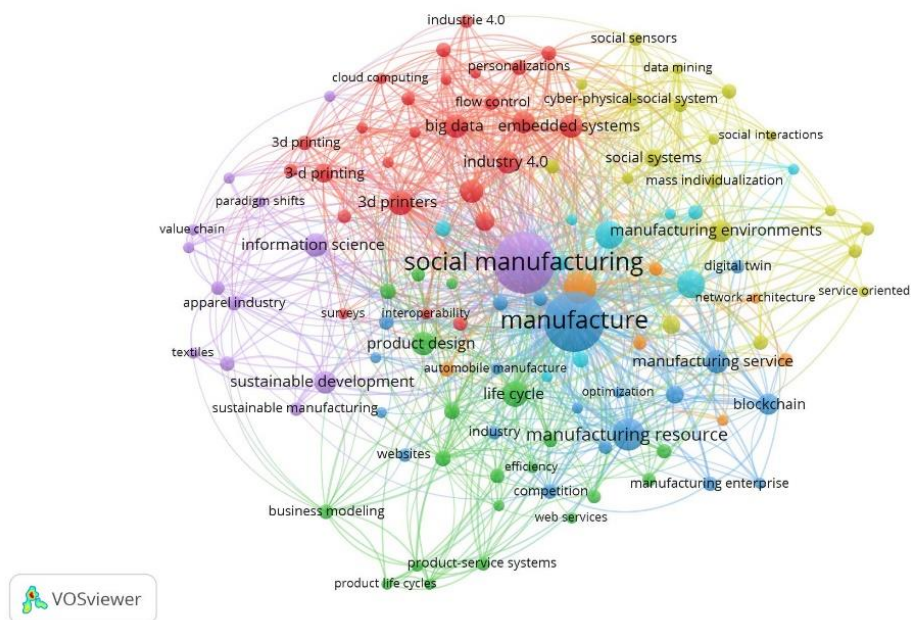 industrie 4.0
social sensors
personalizations
data mining
cloud computing
flow control
cyber-physical-social system
big data
embedded systems
social interactions
3d printing
industry 4.0
social systems
3-d printing
mass individualization
3d printers
paradigm shifts
value chain
information science
manufacturing environments
social manufacturing
digital twin
service oriented
apparel industry
network architecture
surveys
interoperability
manufacture
product design
textiles
automobile manufacture
manufacturing service
sustainable development
life cycle
optimization
sustainable manufacturing
blockchain
industry
manufacturing resource
websites
efficiency
competition
manufacturing enterprise
business modeling
web services
product-service systems
product life cycles
VOSviewer